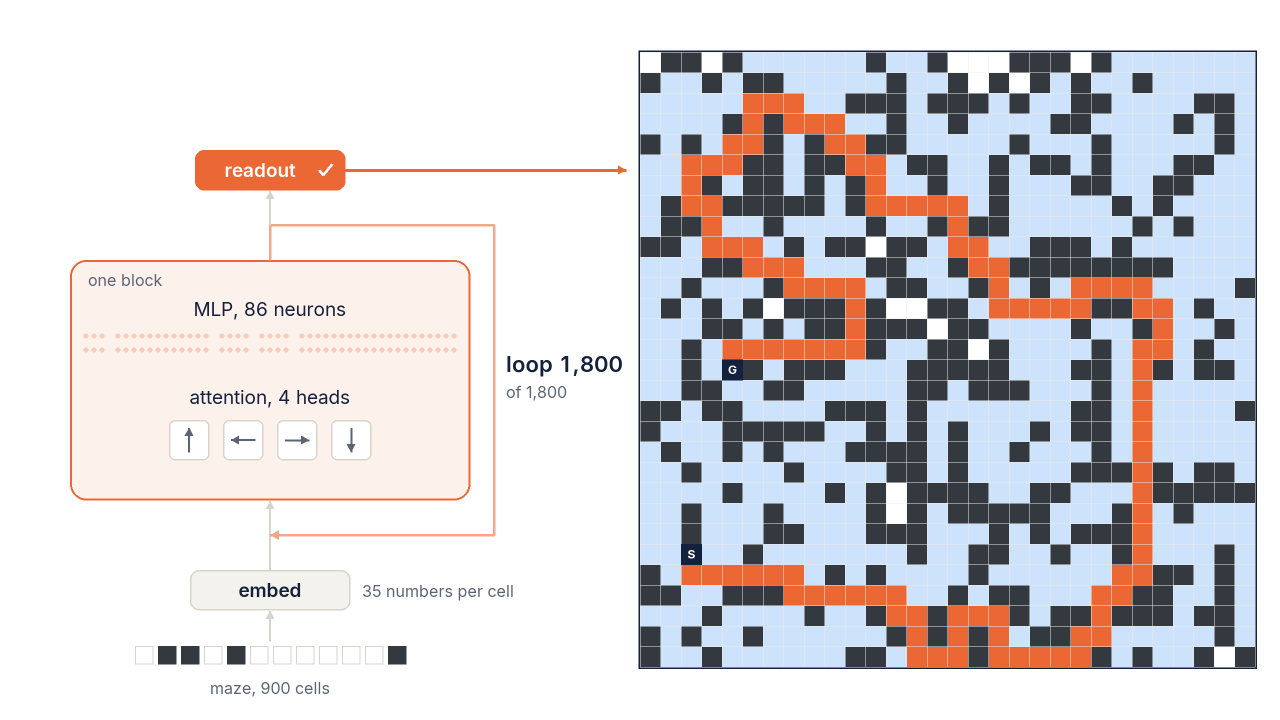 readout
one block
MLP, 86 neurons
attention, 4 heads
loop 1,800
of 1,800
embed
35 numbers per cell
maze, 900 cells
G
S